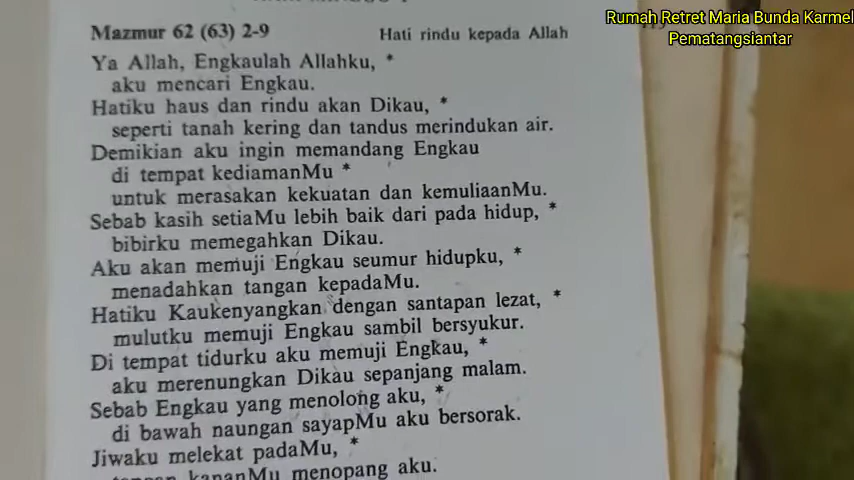 Rumah Retret Maria Bunda Karmel
Pematangsiantar
Mazmur 62 (63) 2-9
Hati rindu kepada Allah
Ya Allah, Engkaulah Allahku, *
aku mencari Engkau.
Hatiku haus dan rindu akan Dikau, *
seperti tanah kering dan tandus merindukan air.
Demikian aku ingin memandang Engkau
di tempat kediamanMu *
untuk merasakan kekuatan dan kemuliaanMu.
Sebab kasih setiaMu lebih baik dari pada hidup, *
bibirku memegahkan Dikau.
Aku akan memuji Engkau seumur hidupku, *
menadahkan tangan kepadaMu.
Hatiku Kaukenyangkan dengan santapan lezat, *
mulutku memuji Engkau sambil bersyukur.
Di tempat tidurku aku memuji Engkau, *
aku merenungkan Dikau sepanjang malam.
Sebab Engkau yang menolong aku, *
di bawah naungan sayapMu aku bersorak.
Jiwaku melekat padaMu, *
tangan kananMu menopang aku.